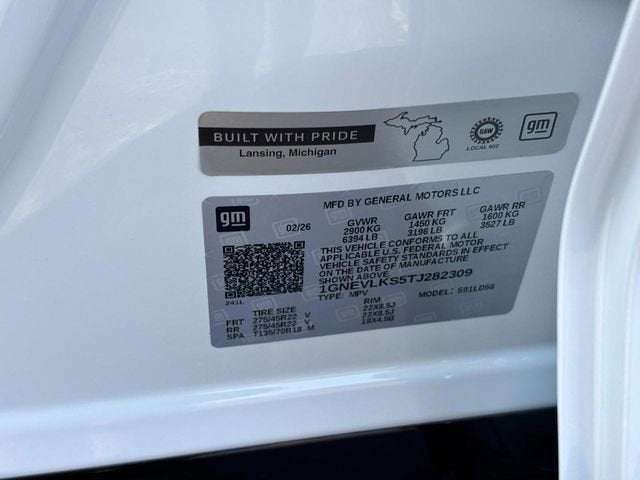 BUILT WITH PRIDE
Lansing, Michigan
UAW
LOCAL 602
gm
gm
MFD BY GENERAL MOTORS LLC
02/26 GVWR GAWR FRT GAWR RR
2900 KG 1450 KG 1600 KG
6394 LB 3196 LB 3527 LB
THIS VEHICLE CONFORMS TO ALL
APPLICABLE U.S. FEDERAL MOTOR
VEHICLE SAFETY STANDARDS IN EFFECT
ON THE DATE OF MANUFACTURE SHOWN ABOVE.
1GNEVLKS5TJ282309
TYPE: MPV MODEL: 591LD56
241L
TIRE SIZE RIM
FRT 275/45R22 V 22X8.5J
RR 275/45R22 V 22X8.5J
SPA T135/70R18 M 18X4.5B